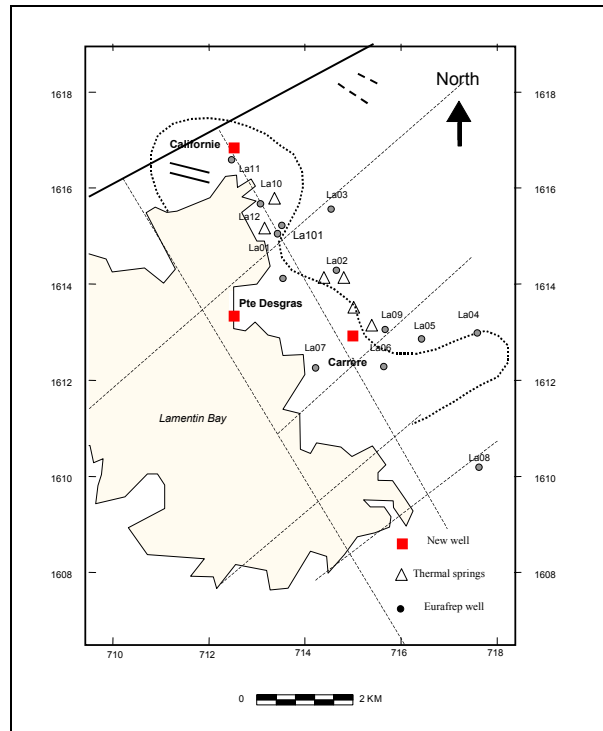 North
1618
1618
Californie
La11
La10
1616
1616
La03
La12
La101
La01
La02
1614
1614
Pte Desgras
La09
La05
La04
La07
La06
Carrère
1612
1612
Lamentin Bay
La08
1610
1610
New well
Thermal springs
1608
1608
Eurafrep well
710
712
714
716
718
0
2 KM